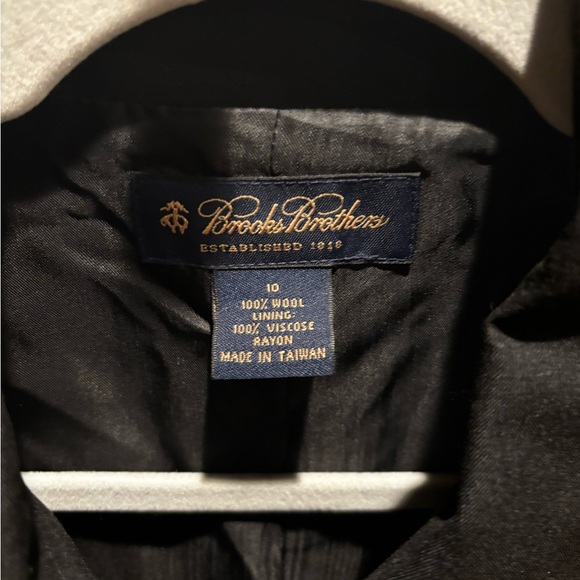 Brooks Brothers
ESTABLISHED 1818
10
100% WOOL
LINING:
100% VISCOSE
RAYON
MADE IN TAIWAN